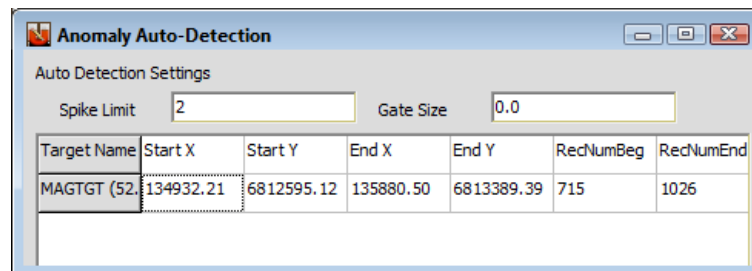 Anomaly Auto-Detection
Auto Detection Settings
Spike Limit 2 Gate Size 0.0
Target Name Start X Start Y End X End Y RecNumBeg RecNumEnd
MAGTGT (52. 134932.21 6812595.12 135880.50 6813389.39 715 1026